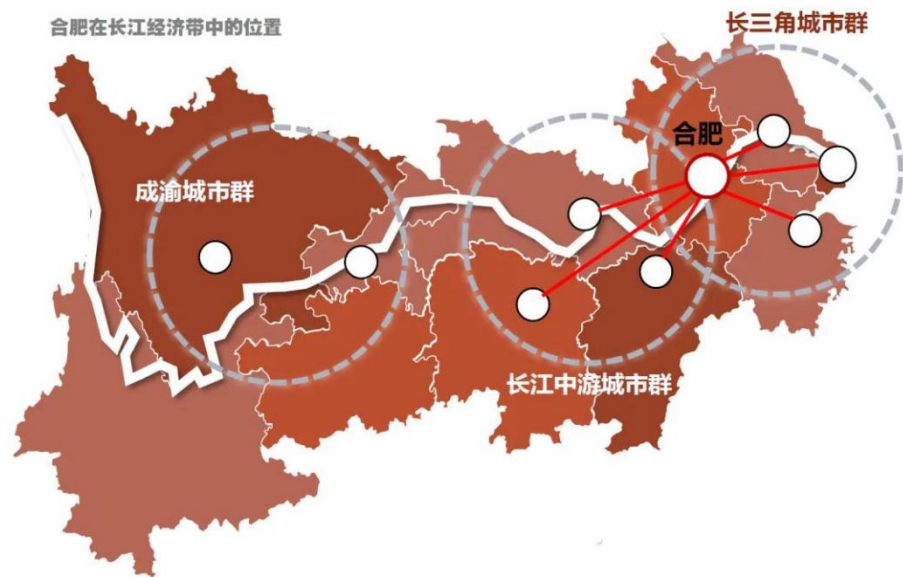 合肥在长江经济带中的位置
长三角城市群
合肥
成渝城市群
长江中游城市群